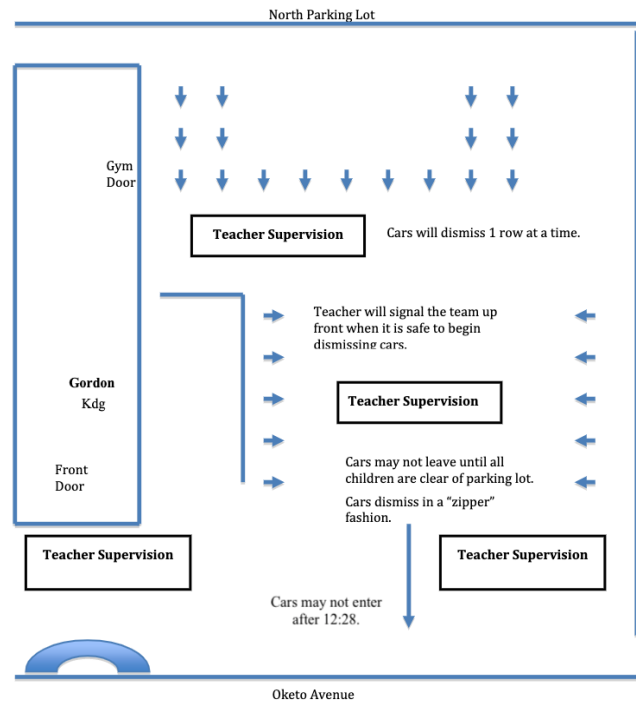 North Parking Lot
Gym
Door
Teacher Supervision
Cars will dismiss 1 row at a time.
Teacher will signal the team up
front when it is safe to begin
dismissing cars.
Gordon
Kdg
Teacher Supervision
Front
Door
Cars may not leave until all
children are clear of parking lot.
Cars dismiss in a “zipper”
fashion.
Teacher Supervision
Teacher Supervision
Cars may not enter
after 12:28.
Oketo Avenue